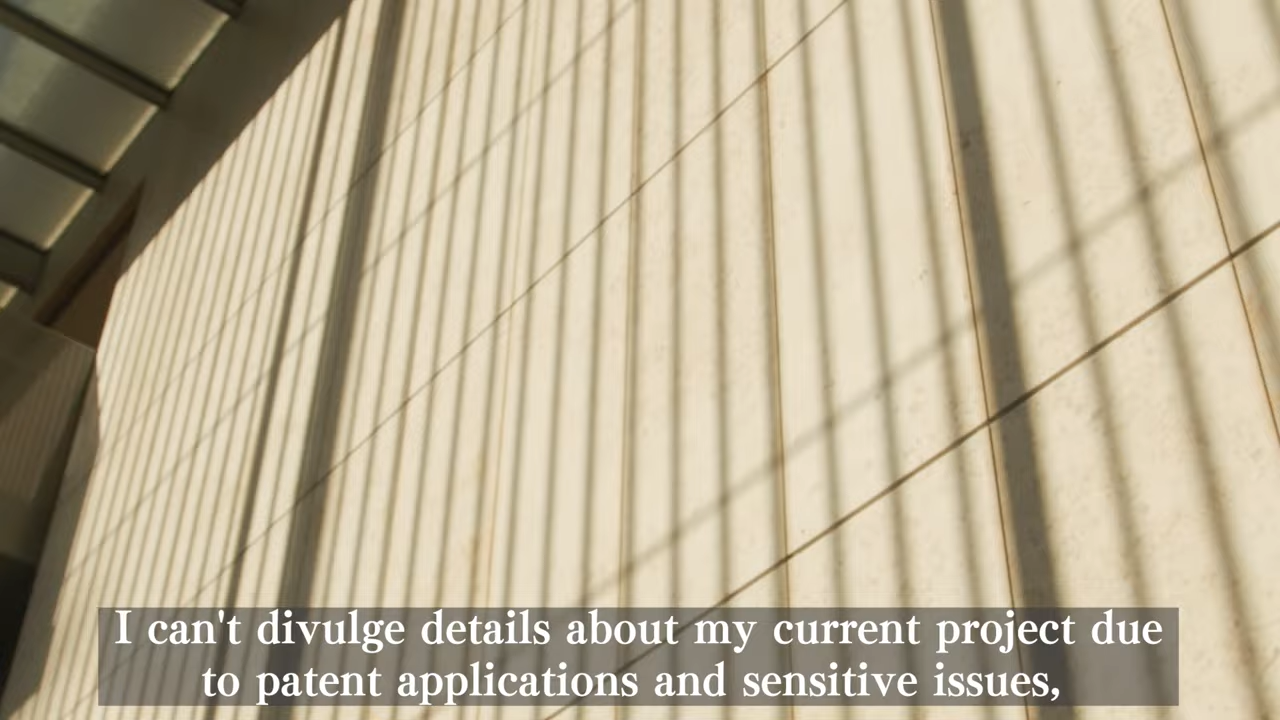 I can't divulge details about my current project due
to patent applications and sensitive issues,